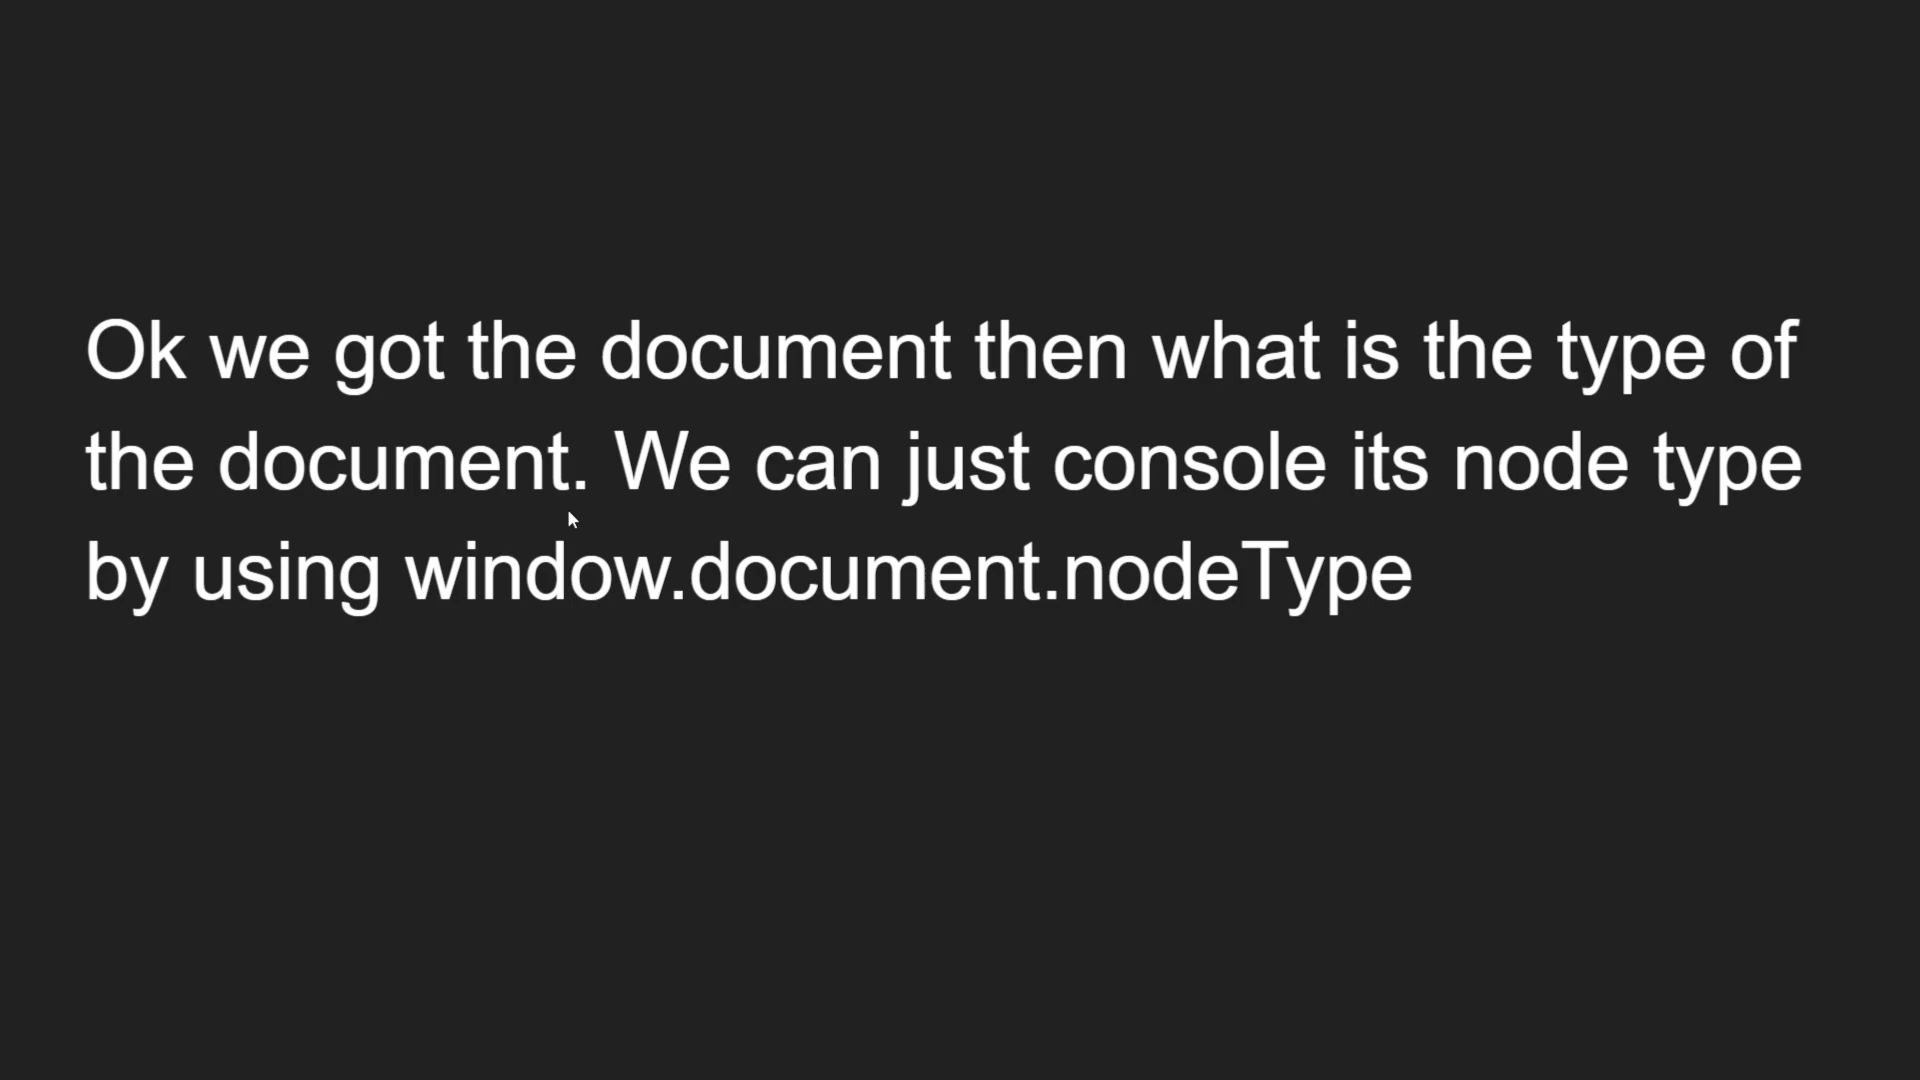 Ok we got the document then what is the type of
the document. We can just console its node type
by using window.document.nodeType